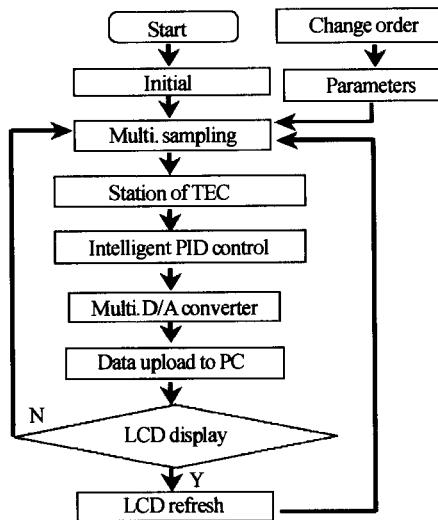 Start
Change order
Initial
Parameters
Multi. sampling
Station of TEC
Intelligent PID control
Multi. D/A converter
Data upload to PC
N
LCD display
Y
LCD refresh